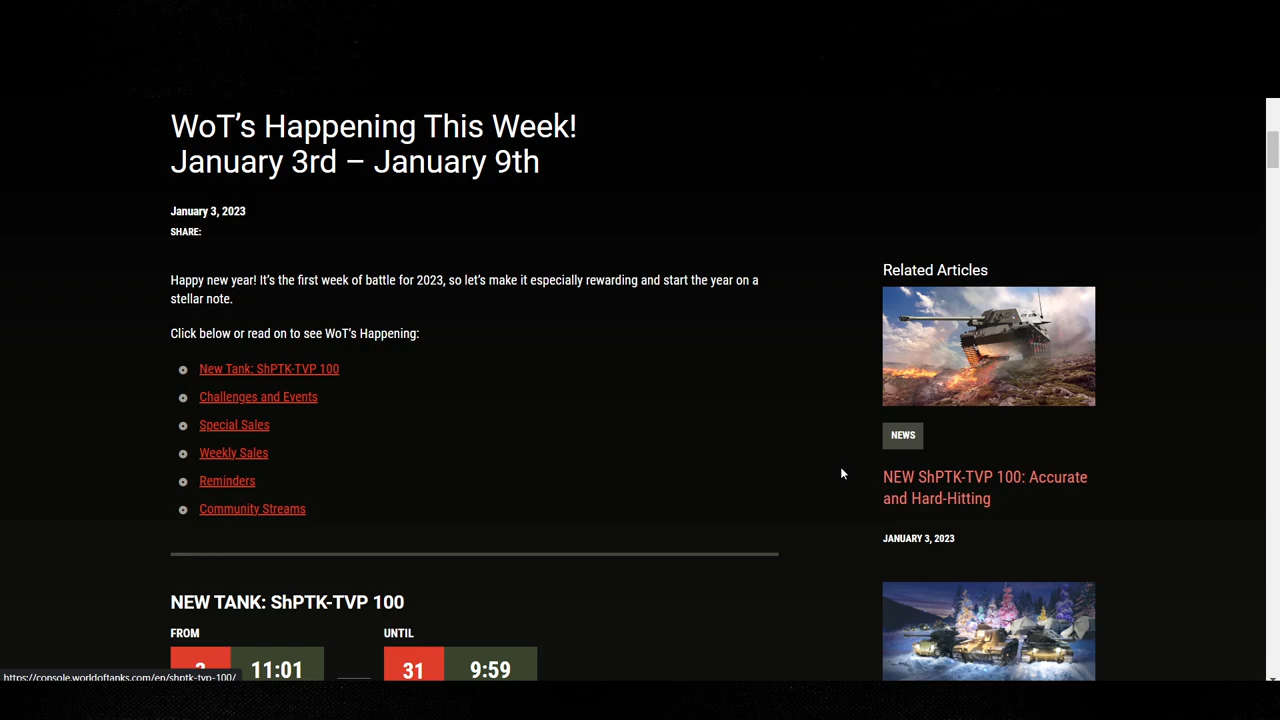 WoT’s Happening This Week!
January 3rd – January 9th
January 3, 2023
SHARE:
Happy new year! It’s the first week of battle for 2023, so let’s make it especially rewarding and start the year on a
stellar note.
Click below or read on to see WoT’s Happening:
New Tank: ShPTK-TVP 100
Challenges and Events
Special Sales
Weekly Sales
Reminders
Community Streams
NEW TANK: ShPTK-TVP 100
FROM
UNTIL
11:01
31
9:59
Related Articles
NEWS
NEW ShPTK-TVP 100: Accurate
and Hard-Hitting
JANUARY 3, 2023
https://console.worldoftanks.com/en/shptk-tvp-100/